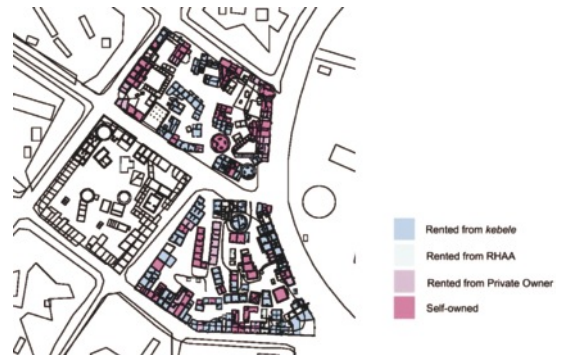 Rented from kebele
Rented from RHAA
Rented from Private Owner
Self-owned